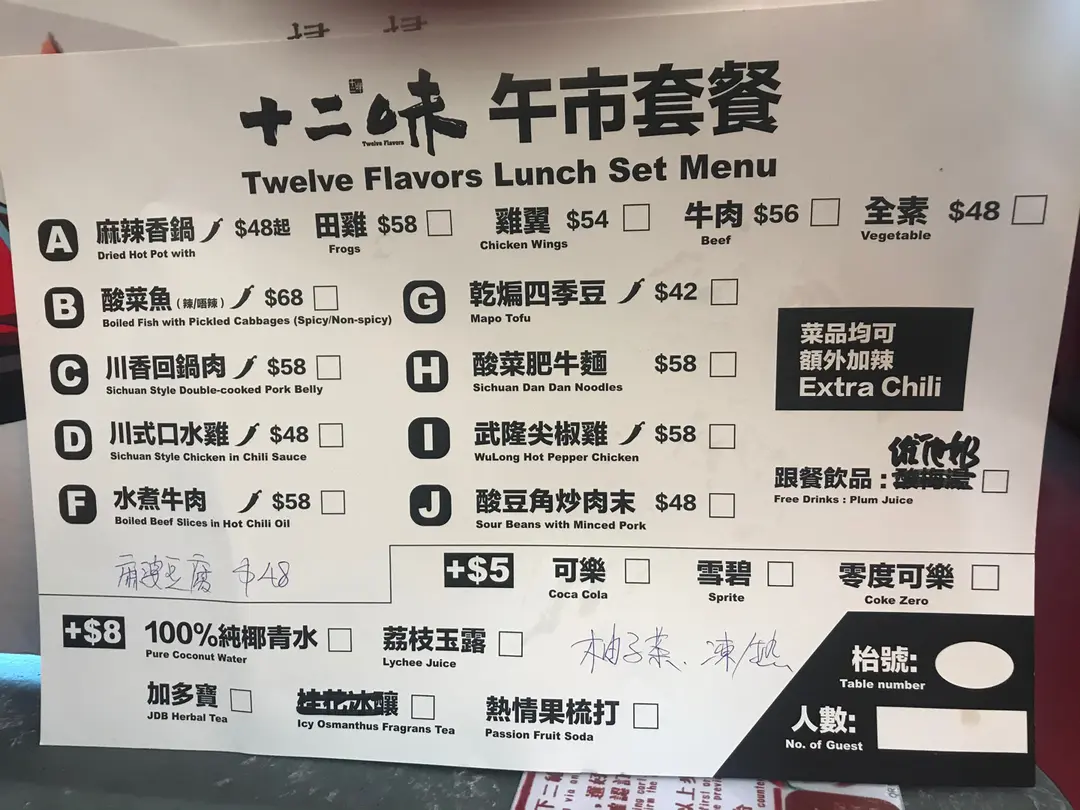 十二味 午市套餐
Twelve Flavors
Twelve Flavors Lunch Set Menu
A 麻辣香鍋 $48起 田雞 $58 雞翼 $54 牛肉 $56 全素 $48
Dried Hot Pot with Frogs Chicken Wings Beef Vegetable
B 酸菜魚(辣/唔辣) $68
Boiled Fish with Pickled Cabbages (Spicy/Non-spicy)
G 乾煸四季豆 $42
Mapo Tofu
C 川香回鍋肉 $58
Sichuan Style Double-cooked Pork Belly
H 酸菜肥牛麵 $58
Sichuan Dan Dan Noodles
D 川式口水雞 $48
Sichuan Style Chicken in Chili Sauce
I 武隆尖椒雞 $58
WuLong Hot Pepper Chicken
F 水煮牛肉 $58
Boiled Beef Slices in Hot Chili Oil
J 酸豆角炒肉末 $48
Sour Beans with Minced Pork
菜品均可
額外加辣
Extra Chili
維他奶
跟餐飲品:
Free Drinks : Plum Juice
麻婆豆腐 $48
+$5 可樂 雪碧 零度可樂
Coca Cola Sprite Coke Zero
+$8 100%純椰青水 荔枝玉露 柚子茶、凍/熱
Pure Coconut Water Lychee Juice
加多寶 桂花冰釀 熱情果梳打
JDB Herbal Tea Icy Osmanthus Fragrans Tea Passion Fruit Soda
枱號:
Table number
人數:
No. of Guest